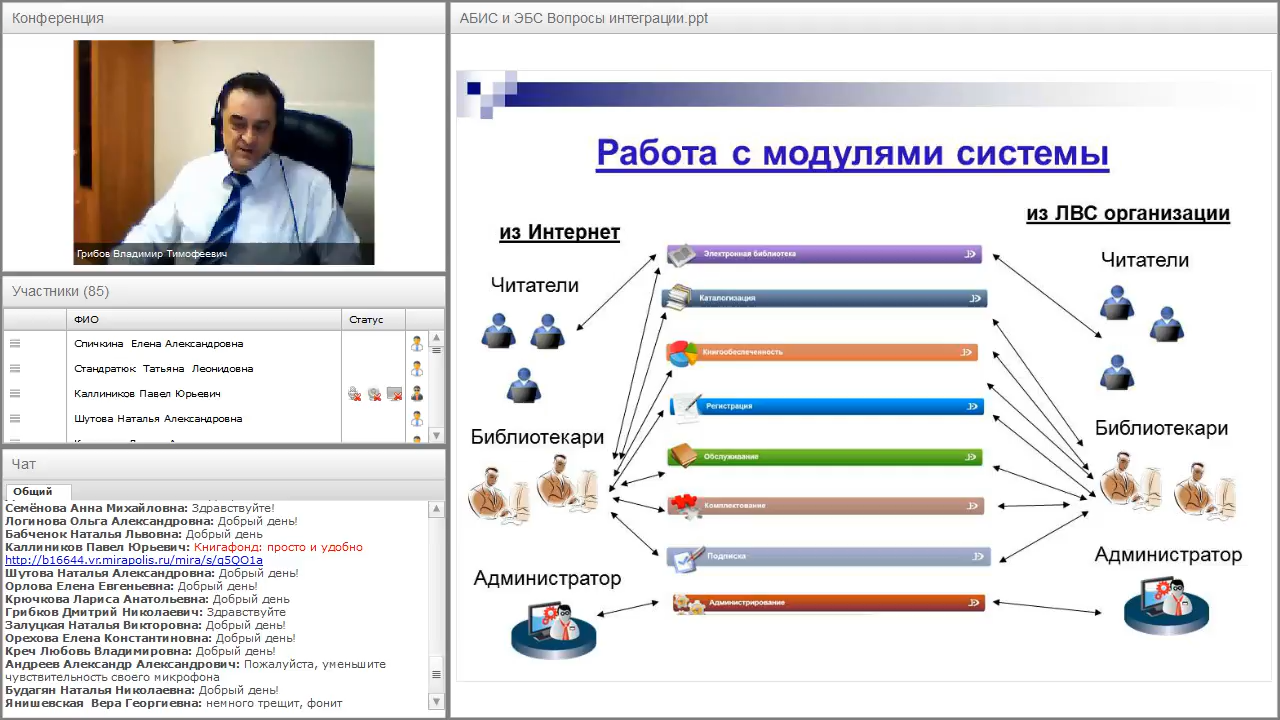 Конференция
Грибов Владимир Тимофеевич
Участники (85)
ФИО Статус
Спичкина Елена Александровна
Стандратюк Татьяна Леонидовна
Каллиников Павел Юрьевич
Шутова Наталья Александровна
Чат
Общий
Семёнова Анна Михайловна: Здравствуйте!
Логинова Ольга Александровна: Добрый день!
Бабченок Наталья Львовна: Добрый день
Каллиников Павел Юрьевич: Книгафонд: просто и удобно
http://b16644.vr.mirapolis.ru/mira/s/q5QO1a
Шутова Наталья Александровна: Добрый день!
Орлова Елена Евгеньевна: Добрый день!
Крючкова Лариса Анатольевна: Добрый день
Грибков Дмитрий Николаевич: Здравствуйте
Залуцкая Наталья Викторовна: Добрый день!
Орехова Елена Константиновна: Добрый день!
Креч Любовь Владимировна: Добрый день!
Андреев Александр Александрович: Пожалуйста, уменьшите
чувствительность своего микрофона
Будагян Наталья Николаевна: Добрый день!
Янишевская Вера Георгиевна: немного трещит, фонит
АБИС и ЭБС Вопросы интеграции.ppt
Работа с модулями системы
из Интернет
Читатели
Библиотекари
Администратор
Электронная библиотека
Каталогизация
Книгообеспеченность
Регистрация
Обслуживание
Комплектование
Подписка
Администрирование
из ЛВС организации
Читатели
Библиотекари
Администратор